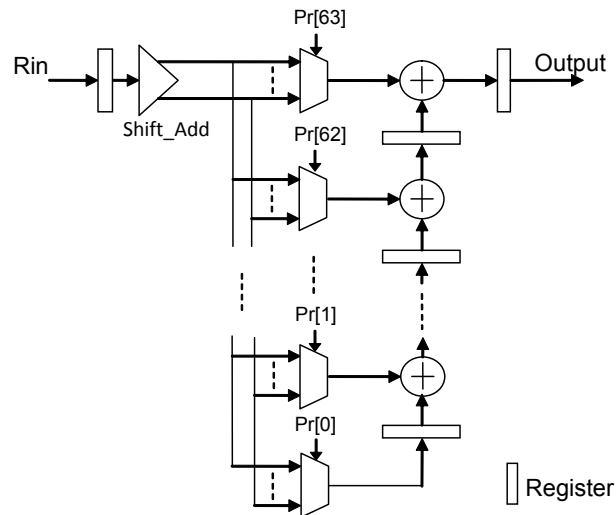 Pr[63]
Rin
Output
Shift_Add
Pr[62]
Pr[1]
Pr[0]
Register